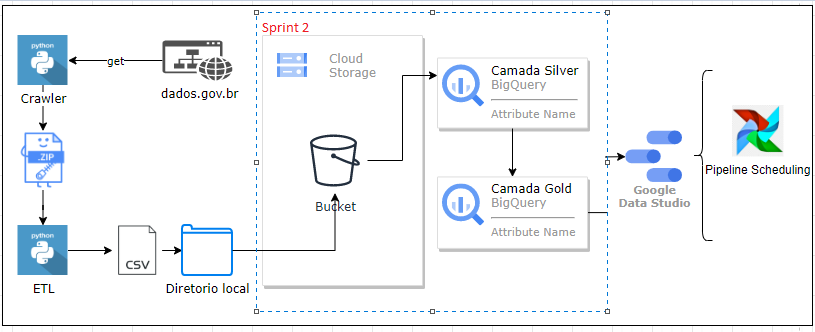 Sprint 2
python
Crawler
get
dados.gov.br
.ZIP
python
ETL
CSV
Diretorio local
Cloud
Storage
Bucket
Camada Silver
BigQuery
Attribute Name
Camada Gold
BigQuery
Attribute Name
Google
Data Studio
Pipeline Scheduling